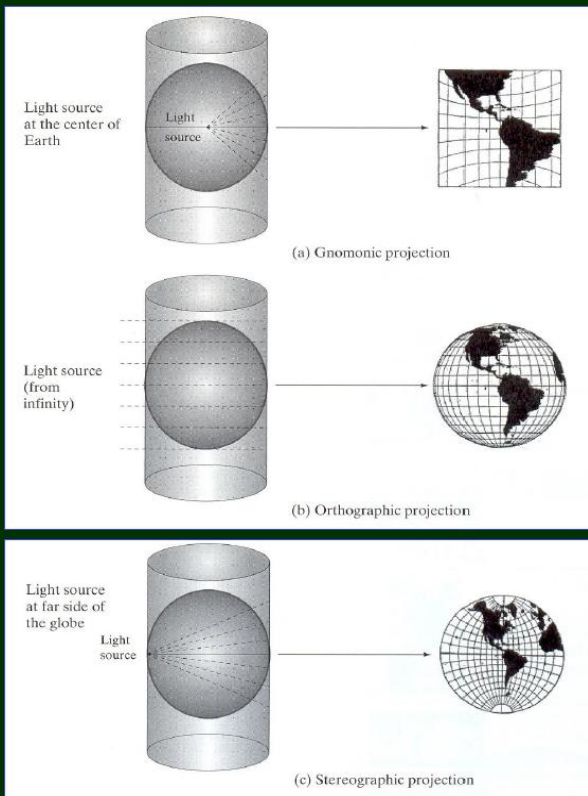 Light source
at the center of
Earth
Light
source
(a) Gnomonic projection
Light source
(from
infinity)
(b) Orthographic projection
Light source
at far side of
the globe
Light
source
(c) Stereographic projection